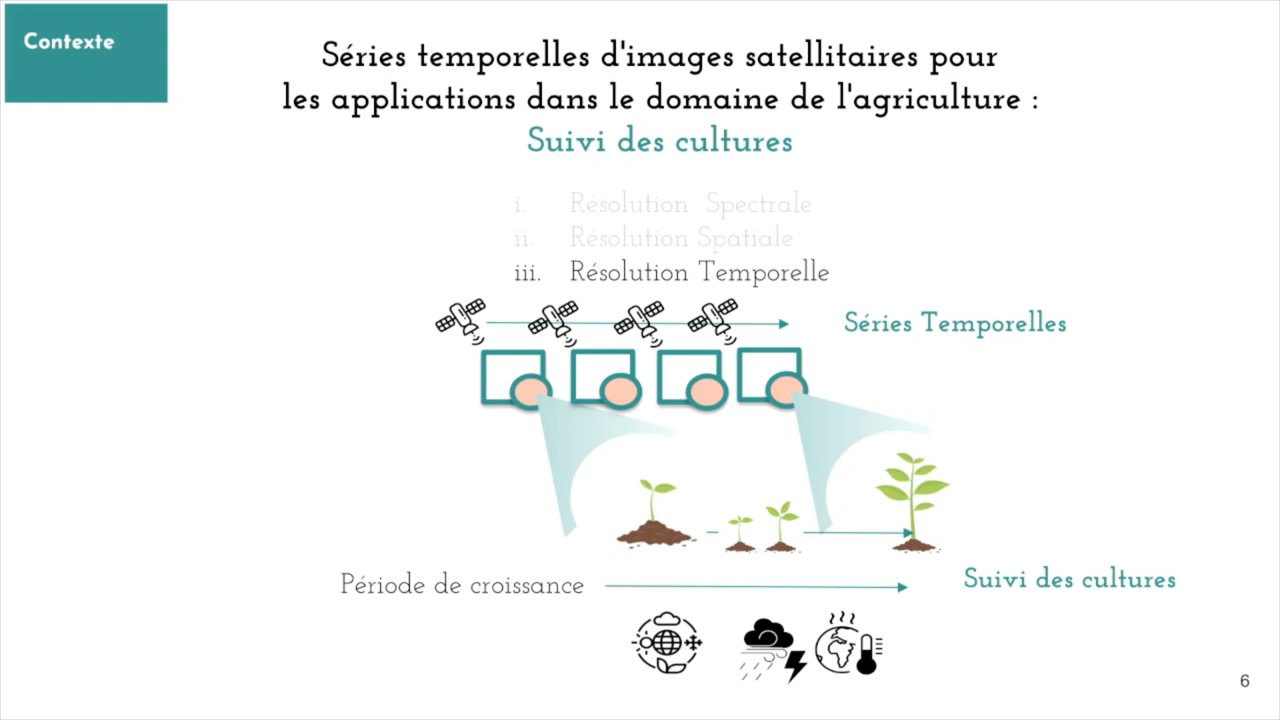 Contexte
Séries temporelles d'images satellitaires pour
les applications dans le domaine de l'agriculture :
Suivi des cultures
i. Résolution Spectrale
ii. Résolution Spatiale
iii. Résolution Temporelle
Séries Temporelles
Période de croissance
Suivi des cultures
6